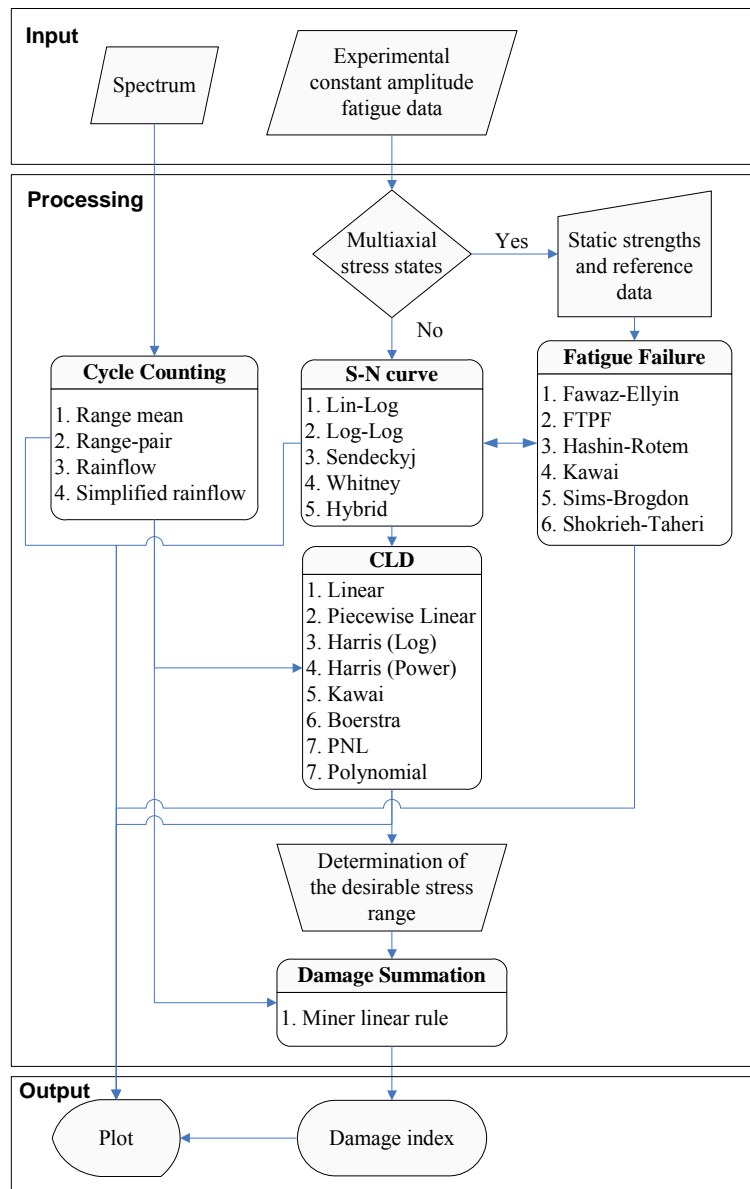 Input
Spectrum
Experimental
constant amplitude
fatigue data
Processing
Multiaxial
stress states
Yes
No
Static strengths
and reference
data
Cycle Counting
1. Range mean
2. Range-pair
3. Rainflow
4. Simplified rainflow
S-N curve
1. Lin-Log
2. Log-Log
3. Sendeckyj
4. Whitney
5. Hybrid
Fatigue Failure
1. Fawaz-Ellyin
2. FTPF
3. Hashin-Rotem
4. Kawai
5. Sims-Brogdon
6. Shokrieh-Taheri
CLD
1. Linear
2. Piecewise Linear
3. Harris (Log)
4. Harris (Power)
5. Kawai
6. Boerstra
7. PNL
7. Polynomial
Determination of
the desirable stress
range
Damage Summation
1. Miner linear rule
Output
Plot
Damage index